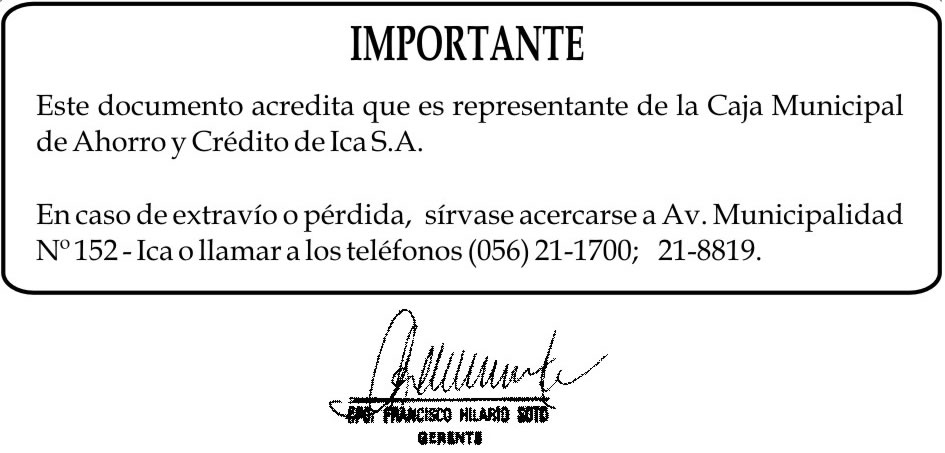 IMPORTANTE
Este documento acredita que es representante de la Caja Municipal
de Ahorro y Crédito de Ica S.A.
En caso de extravío o pérdida, sírvase acercarse a Av. Municipalidad
Nº 152 - Ica o llamar a los teléfonos (056) 21-1700; 21-8819.
FRANCISCO HILARIO SOTO
GERENTE